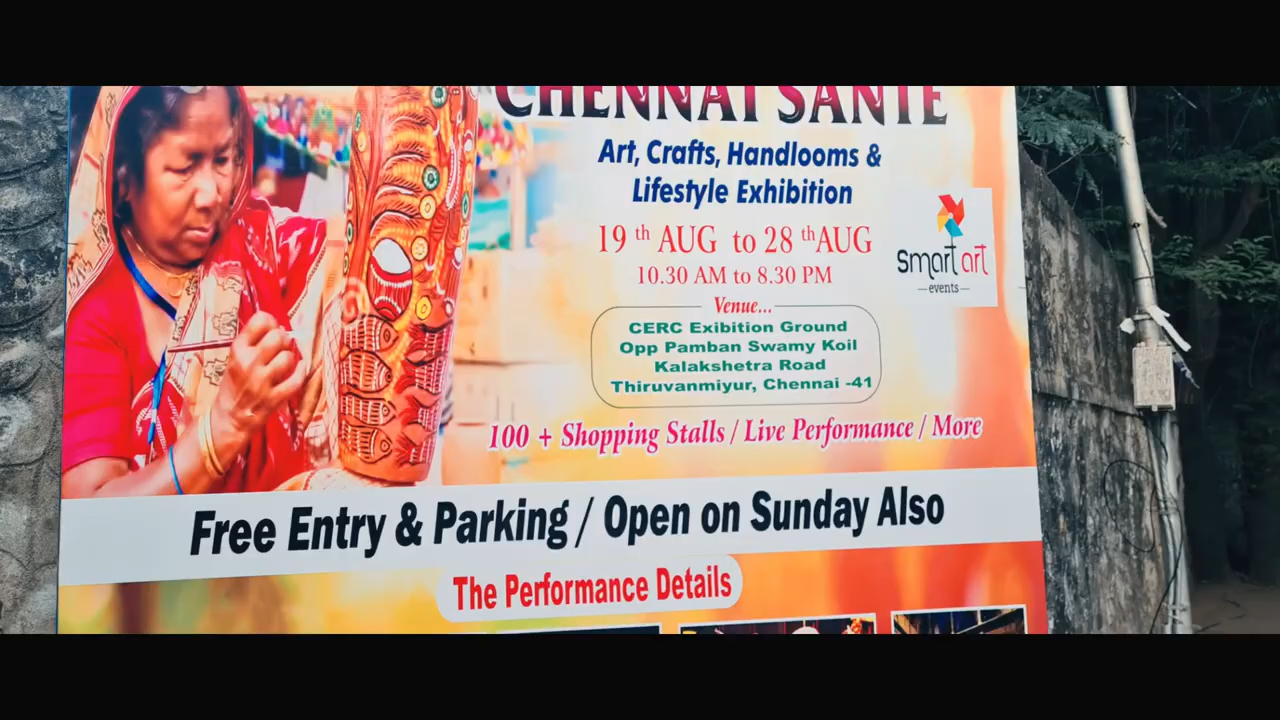 CHENNAI SANTE
Art, Crafts, Handlooms &
Lifestyle Exhibition
19 th AUG to 28 thAUG
10.30 AM to 8.30 PM
smart art
events
Venue...
CERC Exibition Ground
Opp Pamban Swamy Koil
Kalakshetra Road
Thiruvanmiyur, Chennai -41
100 + Shopping Stalls / Live Performance / More
Free Entry & Parking / Open on Sunday Also
The Performance Details